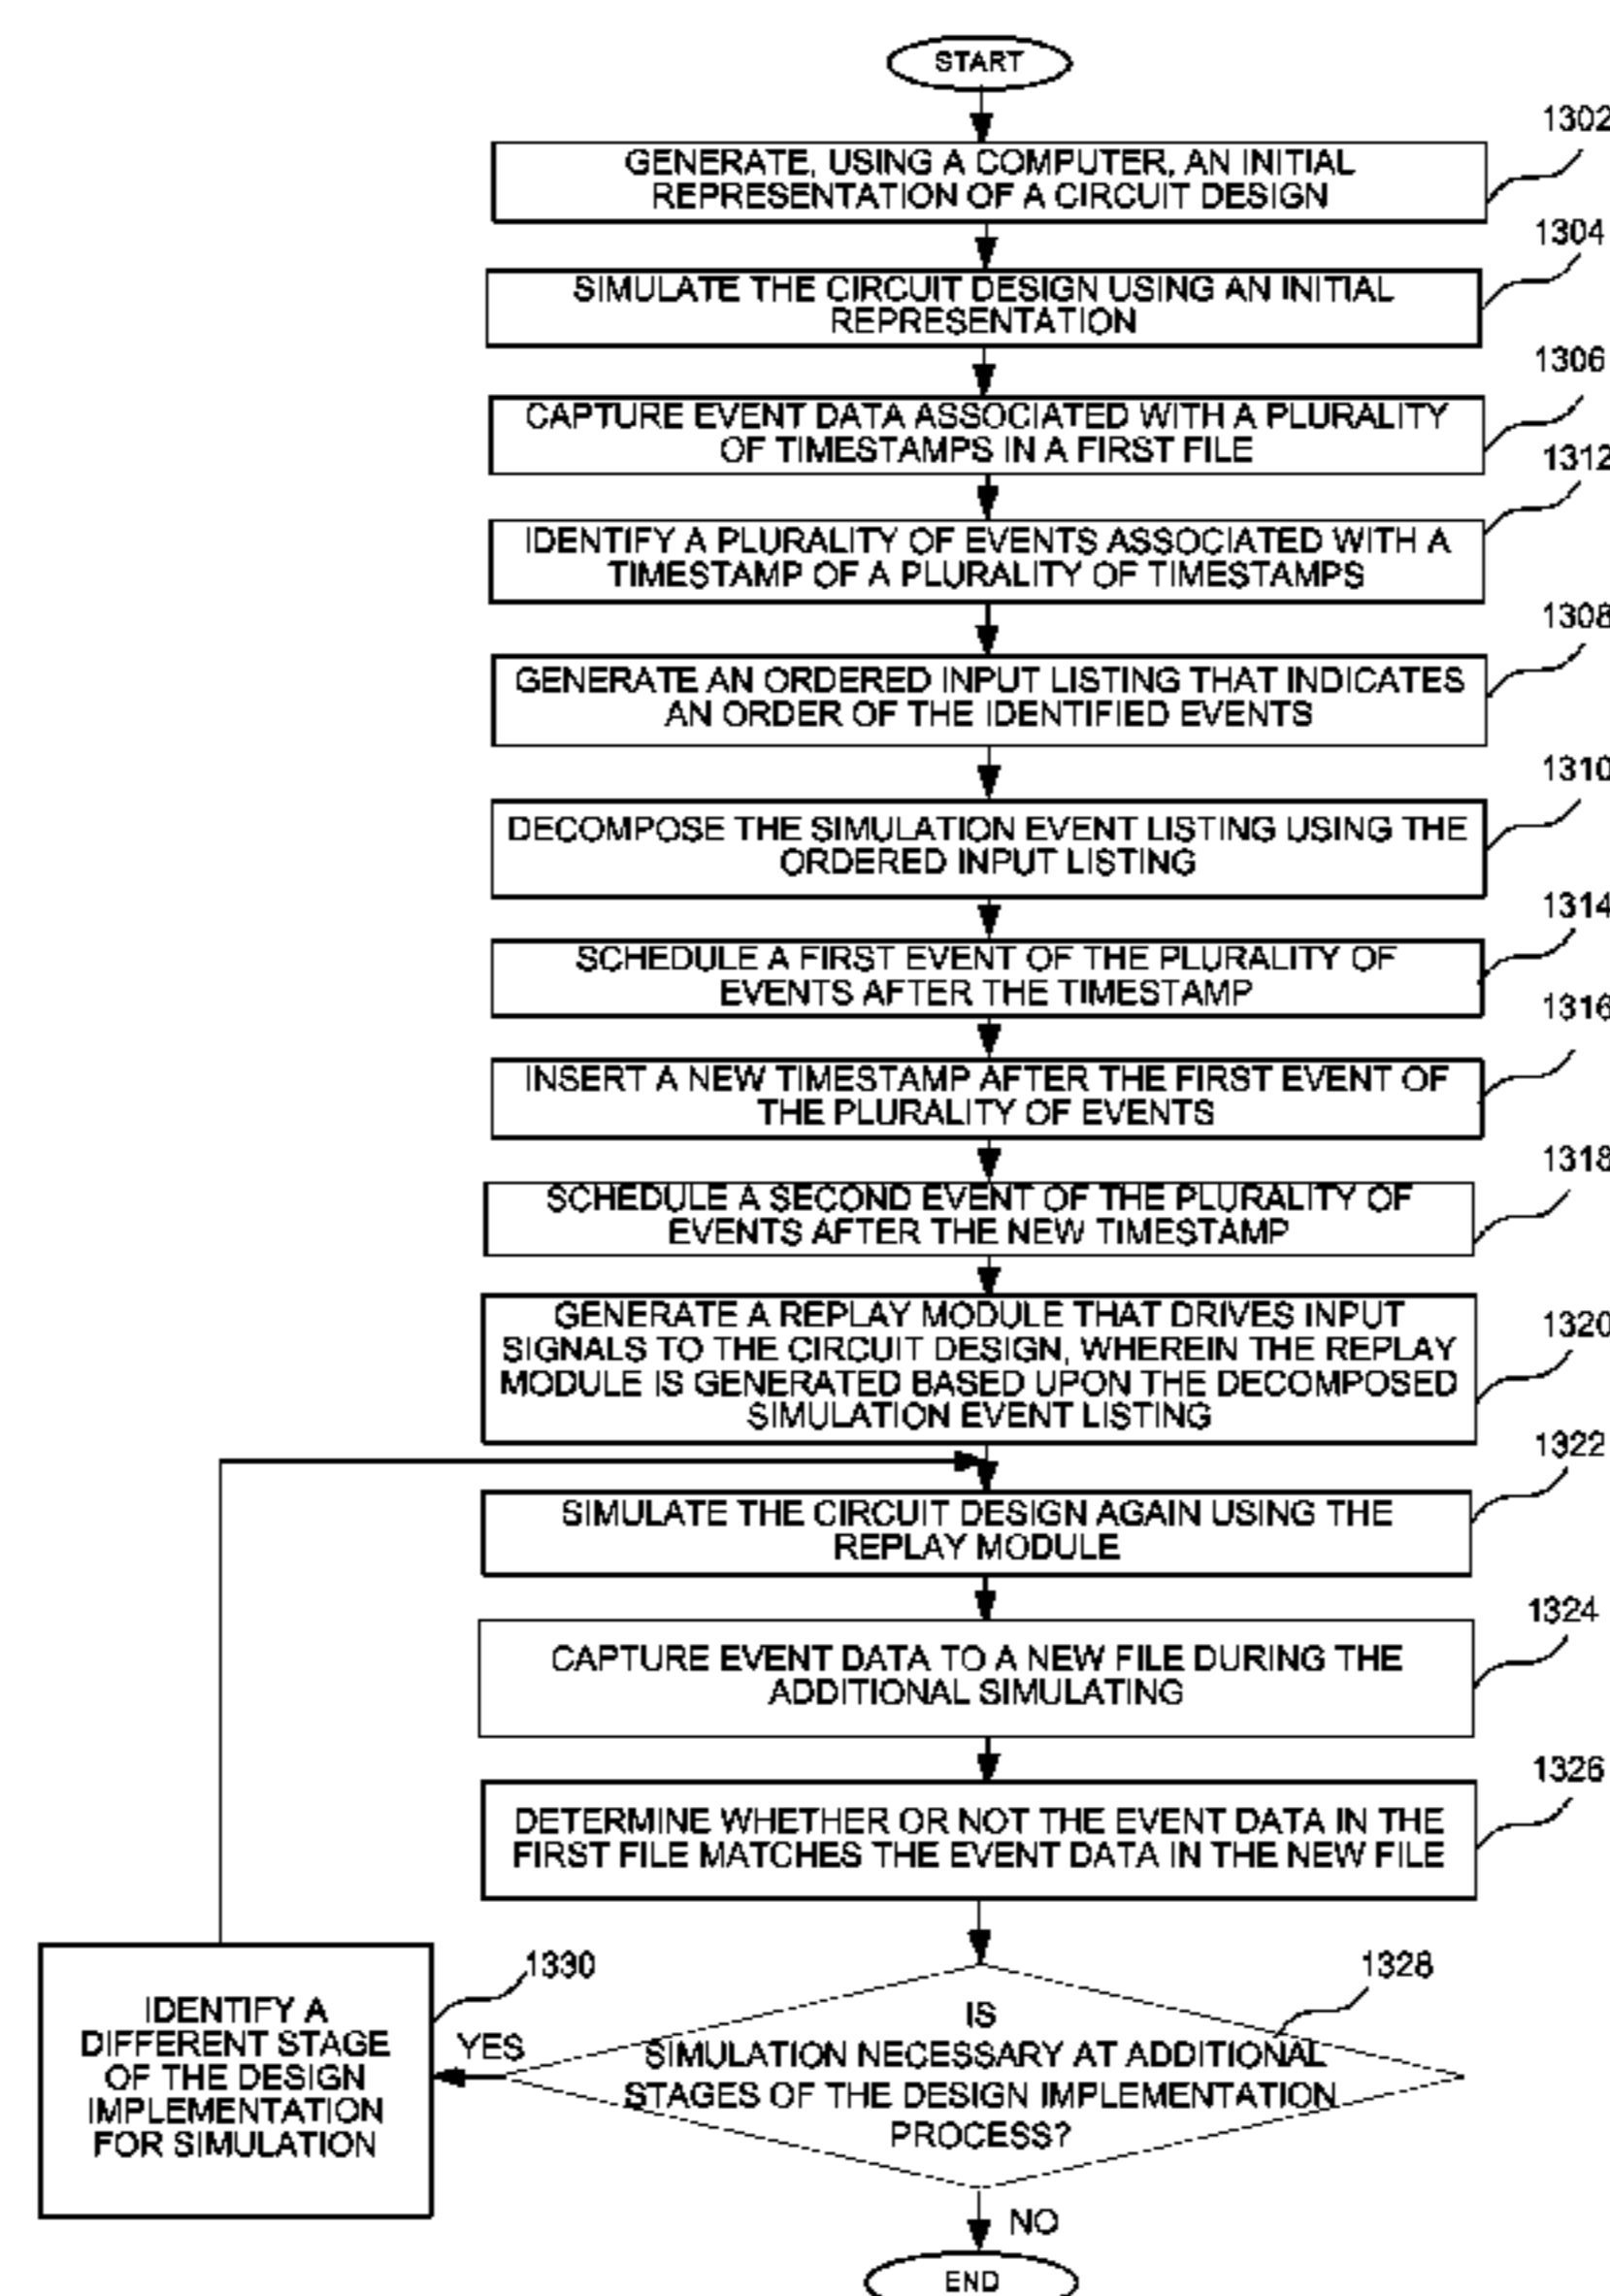 START
1302
GENERATE, USING A COMPUTER, AN INITIAL
REPRESENTATION OF A CIRCUIT DESIGN
1304
SIMULATE THE CIRCUIT DESIGN USING AN INITIAL
REPRESENTATION
1306
CAPTURE EVENT DATA ASSOCIATED WITH A PLURALITY
OF TIMESTAMPS IN A FIRST FILE
1312
IDENTIFY A PLURALITY OF EVENTS ASSOCIATED WITH A
TIMESTAMP OF A PLURALITY OF TIMESTAMPS
1308
GENERATE AN ORDERED INPUT LISTING THAT INDICATES
AN ORDER OF THE IDENTIFIED EVENTS
1310
DECOMPOSE THE SIMULATION EVENT LISTING USING THE
ORDERED INPUT LISTING
1314
SCHEDULE A FIRST EVENT OF THE PLURALITY OF
EVENTS AFTER THE TIMESTAMP
1316
INSERT A NEW TIMESTAMP AFTER THE FIRST EVENT OF
THE PLURALITY OF EVENTS
1318
SCHEDULE A SECOND EVENT OF THE PLURALITY OF
EVENTS AFTER THE NEW TIMESTAMP
1320
GENERATE A REPLAY MODULE THAT DRIVES INPUT
SIGNALS TO THE CIRCUIT DESIGN, WHEREIN THE REPLAY
MODULE IS GENERATED BASED UPON THE DECOMPOSED
SIMULATION EVENT LISTING
1322
SIMULATE THE CIRCUIT DESIGN AGAIN USING THE
REPLAY MODULE
1324
CAPTURE EVENT DATA TO A NEW FILE DURING THE
ADDITIONAL SIMULATING
1326
DETERMINE WHETHER OR NOT THE EVENT DATA IN THE
FIRST FILE MATCHES THE EVENT DATA IN THE NEW FILE
1328
IS
SIMULATION NECESSARY AT ADDITIONAL
STAGES OF THE DESIGN IMPLEMENTATION
PROCESS?
YES
1330
IDENTIFY A
DIFFERENT STAGE
OF THE DESIGN
IMPLEMENTATION
FOR SIMULATION
NO
END